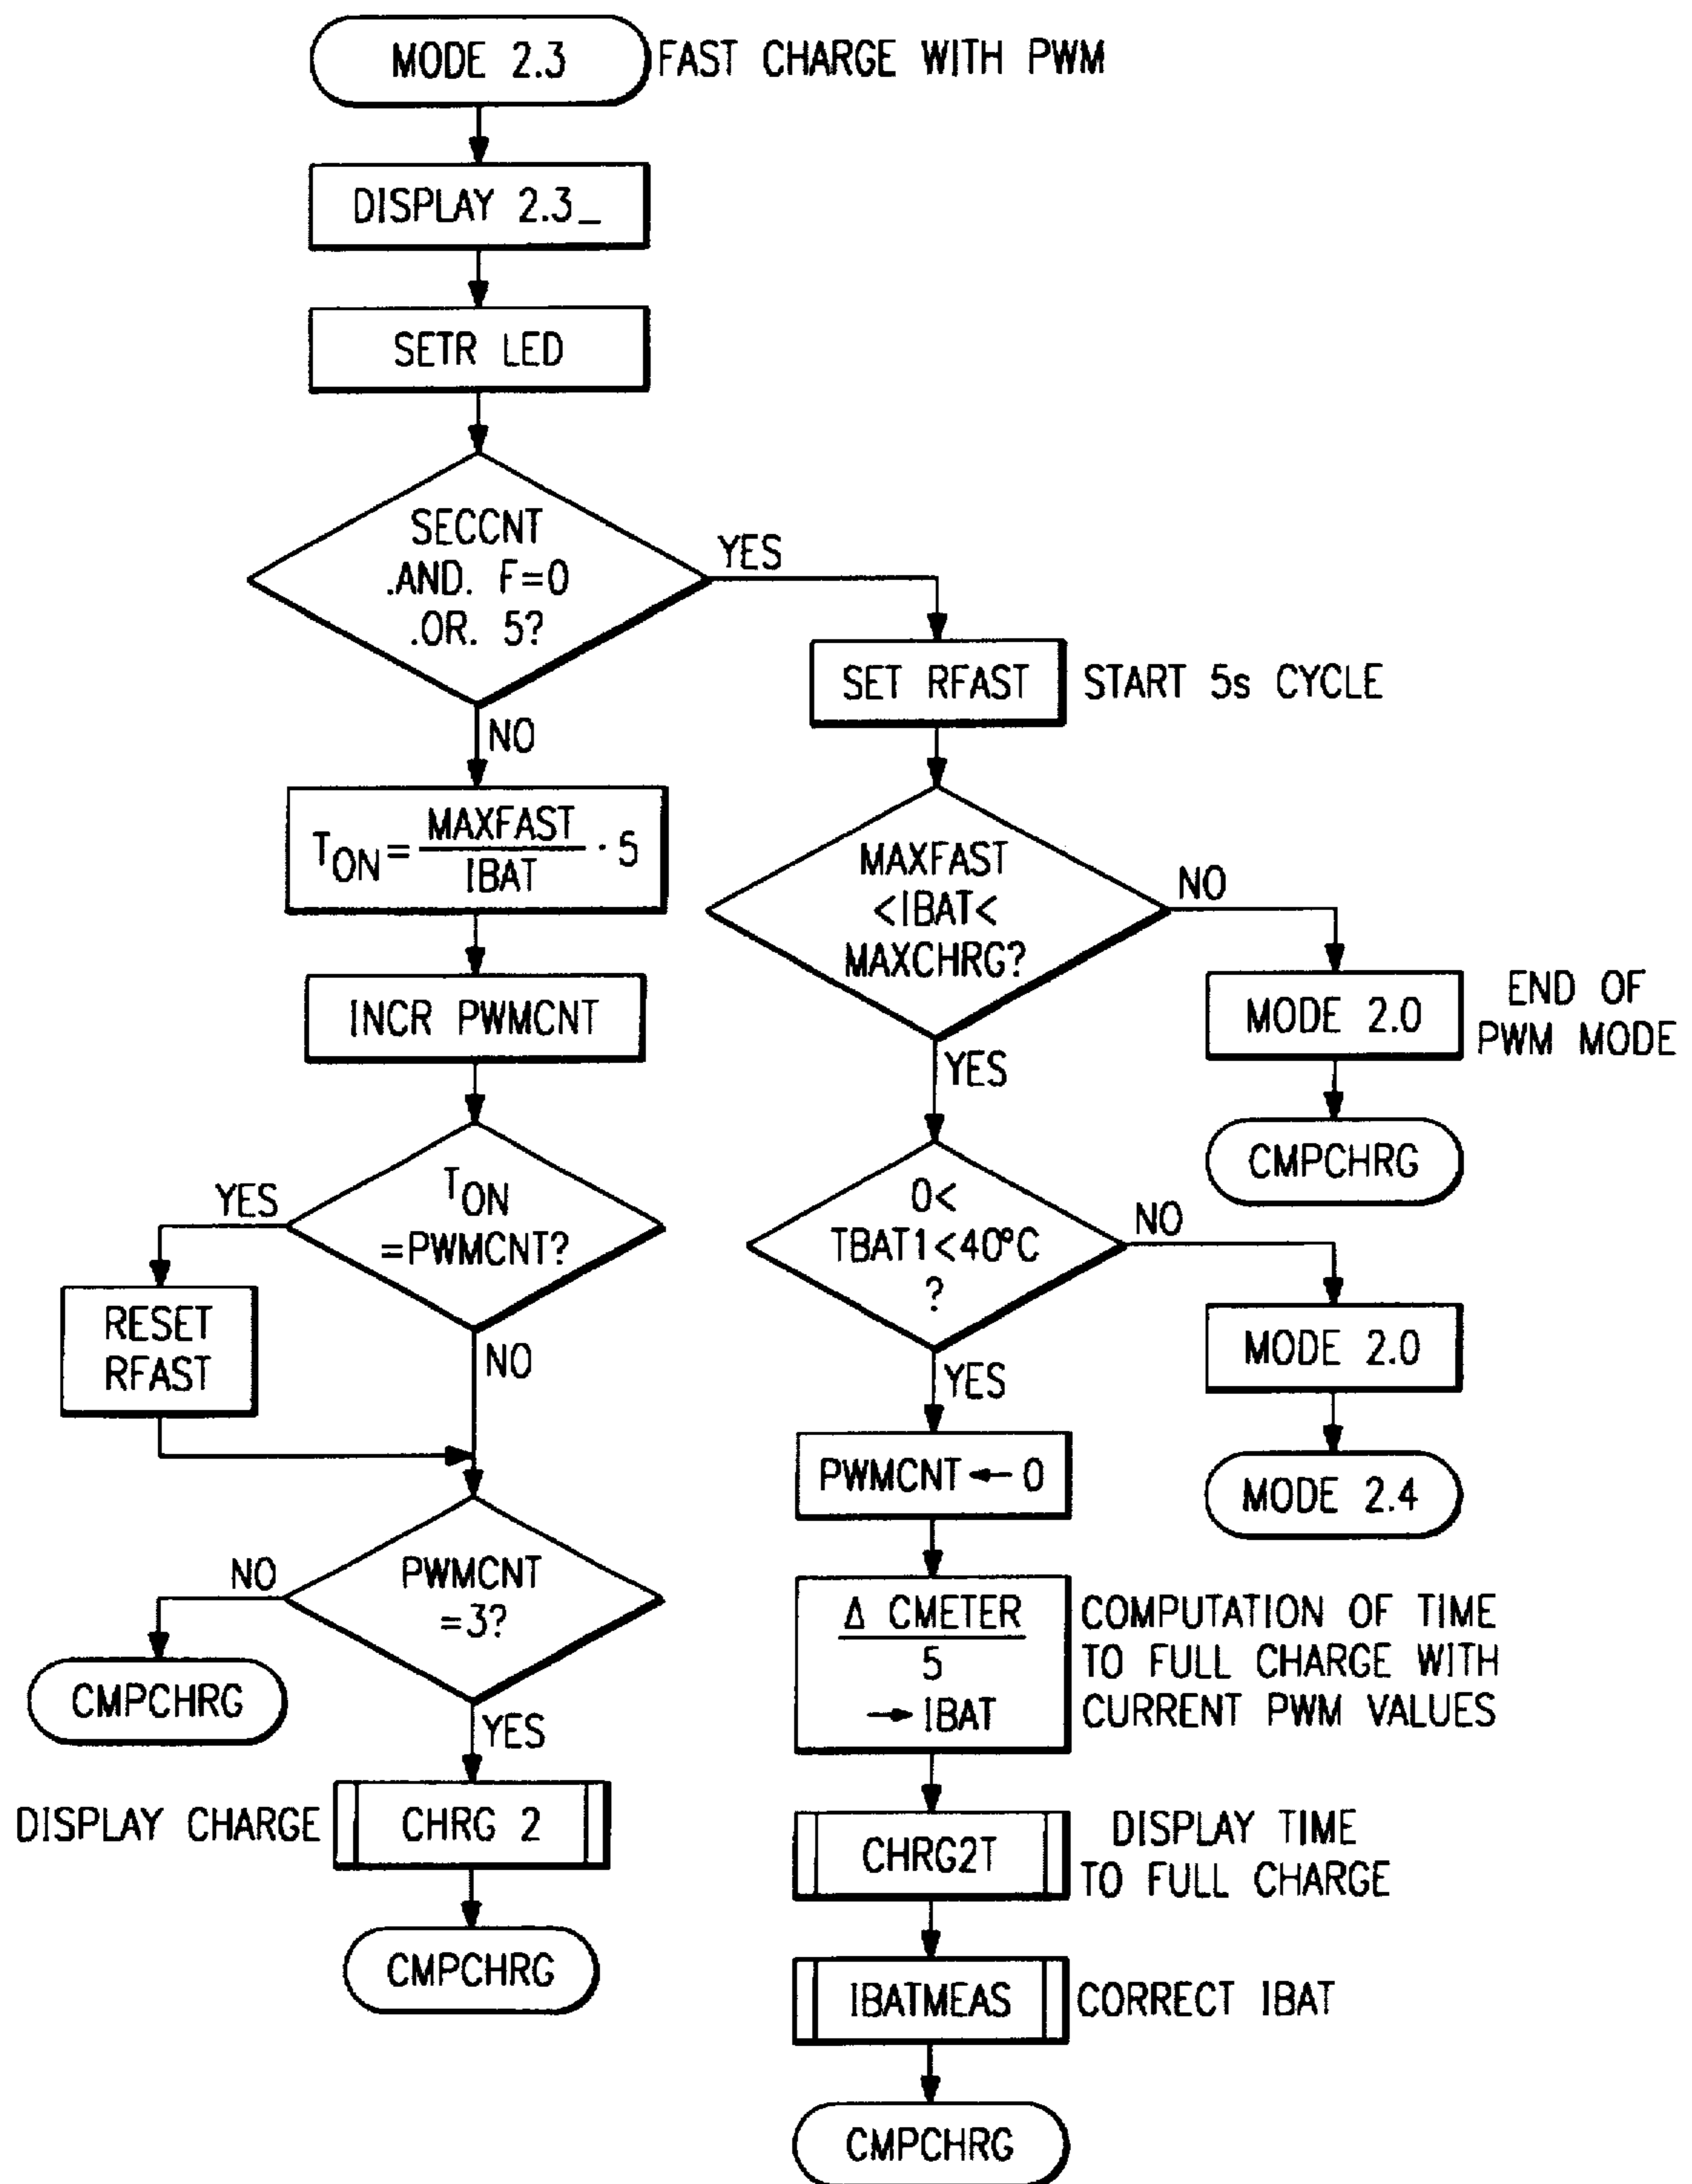 MODE 2.3
FAST CHARGE WITH PWM
DISPLAY 2.3_
SETR LED
SECCNT
.AND. F=0
.OR. 5?
YES
NO
SET RFAST
START 5s CYCLE
TON = MAXFAST / IBAT · 5
INCR PWMCNT
TON
=PWMCNT?
YES
NO
RESET
RFAST
PWMCNT
=3?
NO
YES
CMPCHRG
DISPLAY CHARGE
CHRG 2
CMPCHRG
MAXFAST
<IBAT<
MAXCHRG?
NO
YES
MODE 2.0
END OF
PWM MODE
CMPCHRG
0<
TBAT1<40°C
?
NO
YES
MODE 2.0
MODE 2.4
PWMCNT ← 0
Δ CMETER
5
→ IBAT
COMPUTATION OF TIME
TO FULL CHARGE WITH
CURRENT PWM VALUES
CHRG2T
DISPLAY TIME
TO FULL CHARGE
IBATMEAS
CORRECT IBAT
CMPCHRG